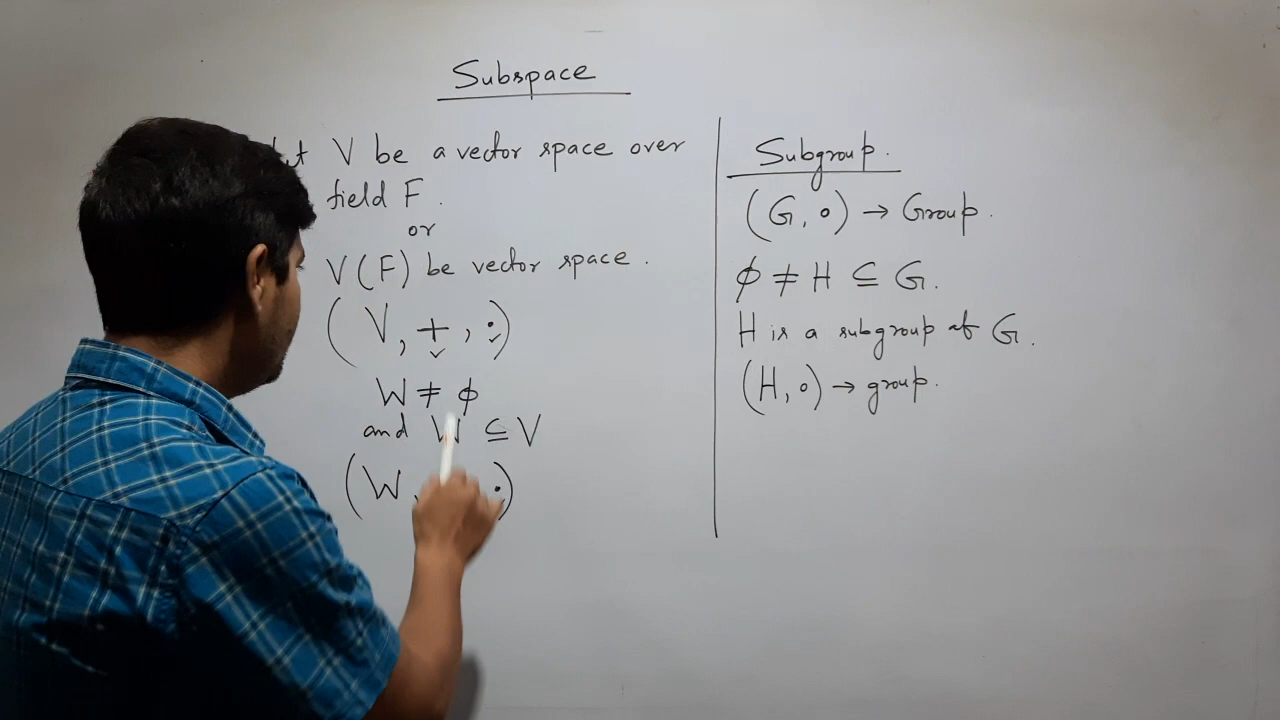 Subspace
V be a vector space over
field F.
or
V(F) be vector space.
(V, +, ·)
W ≠ ϕ
and W ⊆ V
(W, ·)
Subgroup.
(G, ∘) → Group.
ϕ ≠ H ⊆ G.
H is a subgroup of G.
(H, ∘) → group.